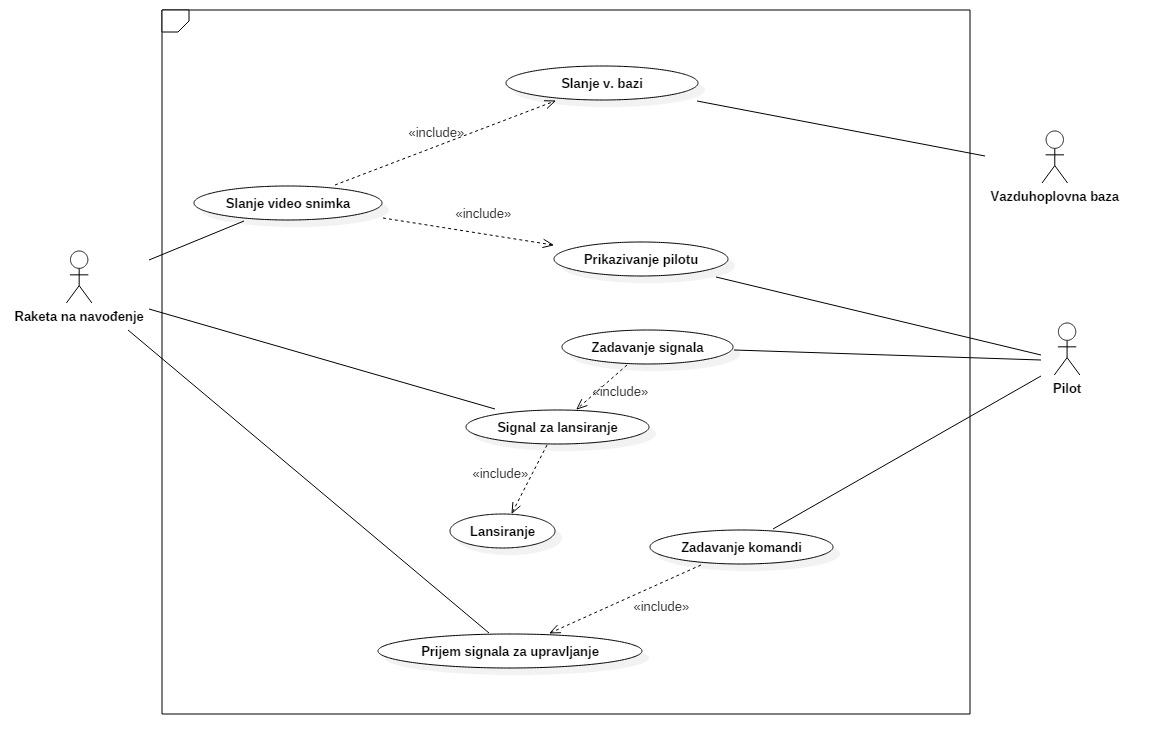 Slanje v. bazi
«include»
Vazduhoplovna baza
Slanje video snimka
«include»
Prikazivanje pilotu
Raketa na navođenje
Zadavanje signala
Pilot
«include»
Signal za lansiranje
«include»
Lansiranje
Zadavanje komandi
«include»
Prijem signala za upravljanje